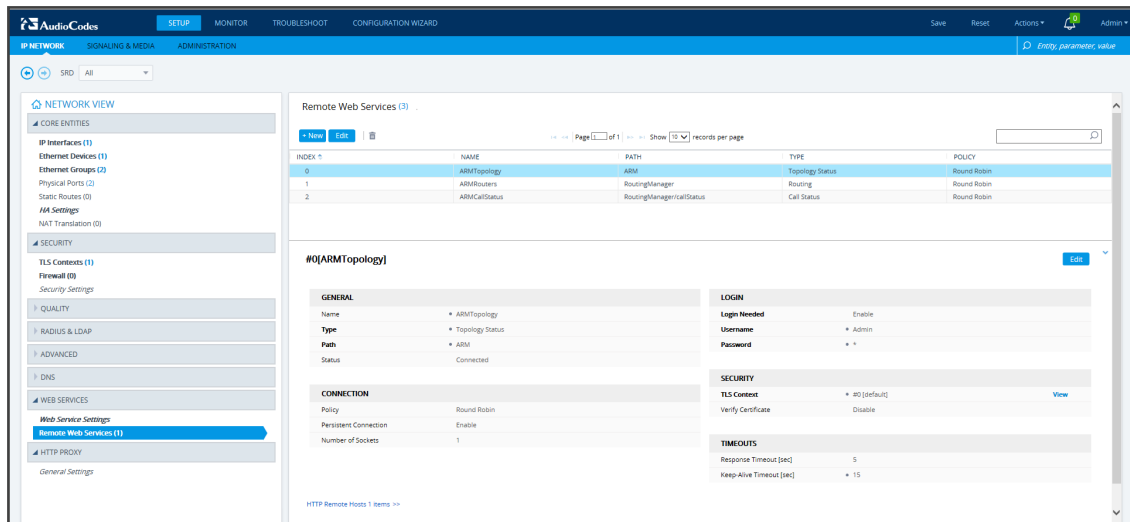 AudioCodes SETUP MONITOR TROUBLESHOOT CONFIGURATION WIZARD Save Reset Actions 0 Admin
IP NETWORK SIGNALING & MEDIA ADMINISTRATION Entity, parameter, value
SRD All
NETWORK VIEW
CORE ENTITIES
IP Interfaces (1)
Ethernet Devices (1)
Ethernet Groups (2)
Physical Ports (2)
Static Routes (0)
HA Settings
NAT Translation (0)
SECURITY
TLS Contexts (1)
Firewall (0)
Security Settings
QUALITY
RADIUS & LDAP
ADVANCED
DNS
WEB SERVICES
Web Service Settings
Remote Web Services (1)
HTTP PROXY
General Settings
Remote Web Services (3)
+ New Edit Page 1 of 1 Show 10 records per page
INDEX NAME PATH TYPE POLICY
0 ARMTopology ARM Topology Status Round Robin
1 ARMRouters RoutingManager Routing Round Robin
2 ARMCallStatus RoutingManager/callStatus Call Status Round Robin
#0[ARMTopology] Edit
GENERAL
Name ARMTopology
Type Topology Status
Path ARM
Status Connected
CONNECTION
Policy Round Robin
Persistent Connection Enable
Number of Sockets 1
LOGIN
Login Needed Enable
Username Admin
Password *
SECURITY
TLS Context #0 [default] View
Verify Certificate Disable
TIMEOUTS
Response Timeout [sec] 5
Keep-Alive Timeout [sec] 15
HTTP Remote Hosts 1 items >>